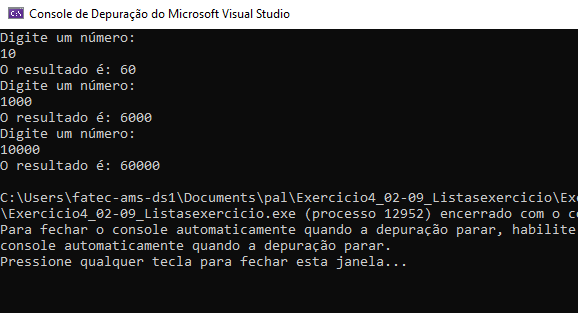 Console de Depuração do Microsoft Visual Studio
Digite um número:
10
O resultado é: 60
Digite um número:
1000
O resultado é: 6000
Digite um número:
10000
O resultado é: 60000
C:\Users\fatec-ams-ds1\Documents\pal\Exercicio4_02-09_Listasexercicio\Exe
\Exercicio4_02-09_Listasexercicio.exe (processo 12952) encerrado com o
Para fechar o console automaticamente quando a depuração parar, habilite
console automaticamente quando a depuração parar.
Pressione qualquer tecla para fechar esta janela...